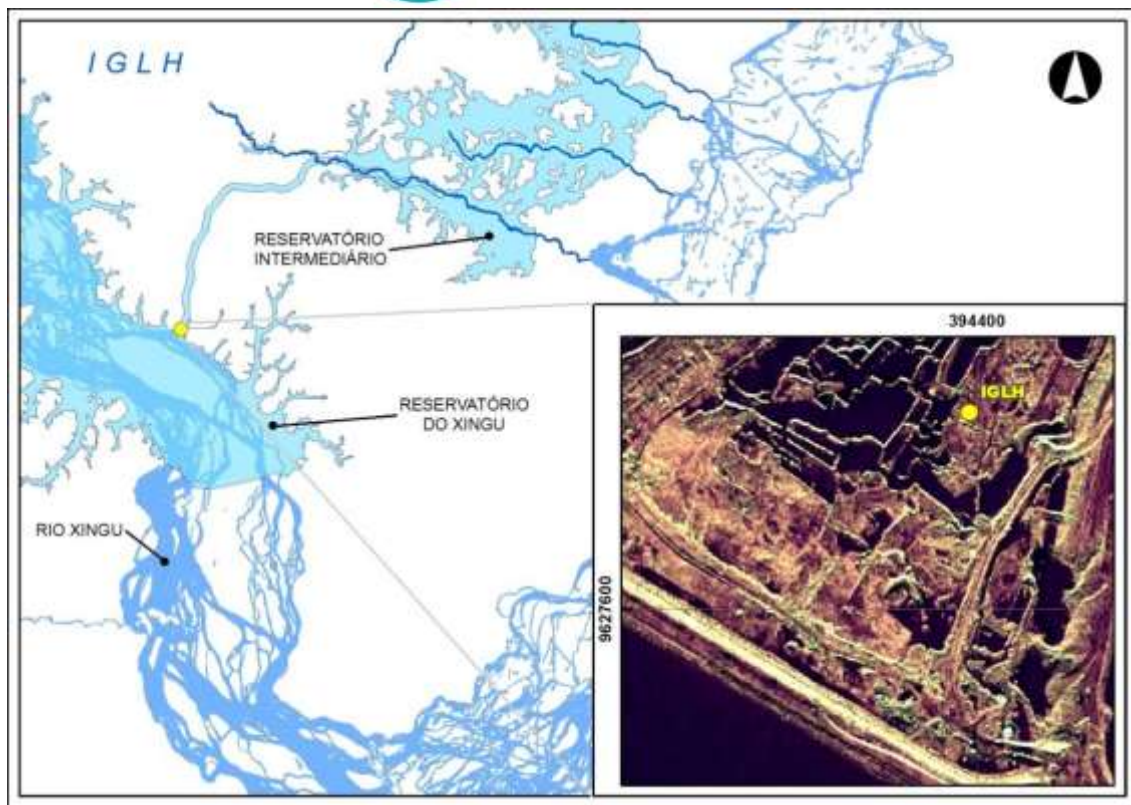 IGLH
RESERVATÓRIO
INTERMEDIÁRIO
394400
IGLH
RESERVATÓRIO
DO XINGU
RIO XINGU
9627600